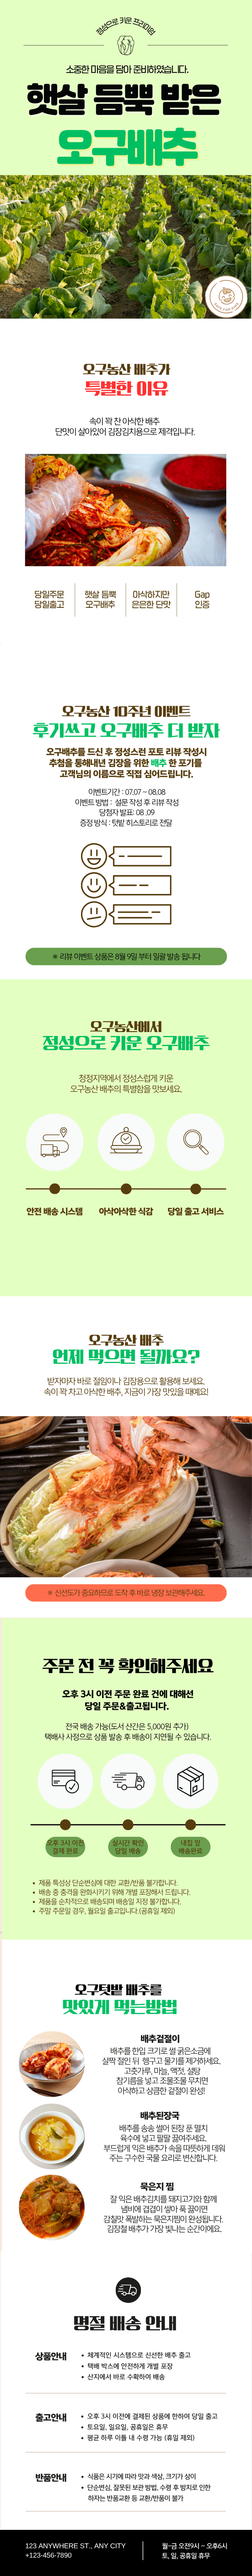 정성으로 키운 프리미엄
소중한 마음을 담아 준비하였습니다.
햇살 듬뿍 받은
오구배추
오구농산 배추가
특별한 이유
속이 꽉 찬 아삭한 배추
단맛이 살아있어 김장김치용으로 제격입니다.
당일주문
당일출고
햇살 듬뿍
오구배추
아삭하지만
은은한 단맛
Gap
인증
오구농산 10주년 이벤트
후기쓰고 오구배추 더 받자
오구배추를 드신 후 정성스런 포토 리뷰 작성시
추첨을 통해내년 김장을 위한 배추 한 포기를
고객님의 이름으로 직접 심어드립니다.
이벤트기간 : 07.07 ~ 08.08
이벤트 방법 : 설문 작성 후 리뷰 작성
당첨자 발표: 08 .09
증정 방식 : 텃밭 히스토리로 전달
※ 리뷰 이벤트 상품은 8월 9일 부터 일괄 발송 됩니다
오구농산에서
정성으로 키운 오구배추
청정지역에서 정성스럽게 키운
오구농산 배추의 특별함을 맛보세요.
안전 배송 시스템
아삭아삭한 식감
당일 출고 서비스
오구농산 배추
언제 먹으면 될까요?
받자마자 바로 절임이나 김장용으로 활용해 보세요.
속이 꽉 차고 아삭한 배추, 지금이 가장 맛있을 때예요!
※ 신선도가 중요하므로 도착 후 바로 냉장 보관해주세요.
주문 전 꼭 확인해주세요
오후 3시 이전 주문 완료 건에 대해선
당일 주문&출고됩니다.
전국 배송 가능(도서 산간은 5,000원 추가)
택배사 사정으로 상품 발송 후 배송이 지연될 수 있습니다.
오후 3시 이전
결제 완료
실시간 확인
당일 배송
내집 앞
배송완료
• 제품 특성상 단순변심에 대한 교환/반품 불가합니다.
• 배송 중 충격을 완화시키기 위해 개별 포장해서 드립니다.
• 제품을 순차적으로 배송되며 배송일 지정 불가합니다.
• 주말 주문일 경우, 월요일 출고입니다.(공휴일 제외)
오구텃밭 배추를
맛있게 먹는방법
배추겉절이
배추를 한입 크기로 썰 굵은소금에
살짝 절인 뒤 헹구고 물기를 제거하세요.
고춧가루, 마늘, 액젓, 설탕
참기름을 넣고 조물조물 무치면
아삭하고 상큼한 겉절이 완성!
배추된장국
배추를 송송 썰어 된장 푼 멸치
육수에 넣고 팔팔 끓여주세요.
부드럽게 익은 배추가 속을 따뜻하게 데워
주는 구수한 국물 요리로 변신합니다.
묵은지 찜
잘 익은 배추김치를 돼지고기와 함께
냄비에 겹겹이 쌓아 푹 끓이면
감칠맛 폭발하는 묵은지찜이 완성됩니다.
김장철 배추가 가장 빛나는 순간이에요.
명절 배송 안내
상품안내
• 체계적인 시스템으로 신선한 배추 출고
• 택배 박스에 안전하게 개별 포장
• 산지에서 바로 수확하여 배송
출고안내
• 오후 3시 이전에 결제된 상품에 한하여 당일 출고
• 토요일, 일요일, 공휴일은 휴무
• 평균 하루 이틀 내 수령 가능 (휴일 제외)
반품안내
• 식품은 시기에 따라 맛과 색상, 크기가 상이
• 단순변심, 잘못된 보관 방법, 수령 후 방치로 인한
하자는 반품교환 등 교환/반품이 불가
123 ANYWHERE ST., ANY CITY
+123-456-7890
월~금 오전9시 ~ 오후6시
토, 일, 공휴일 휴무